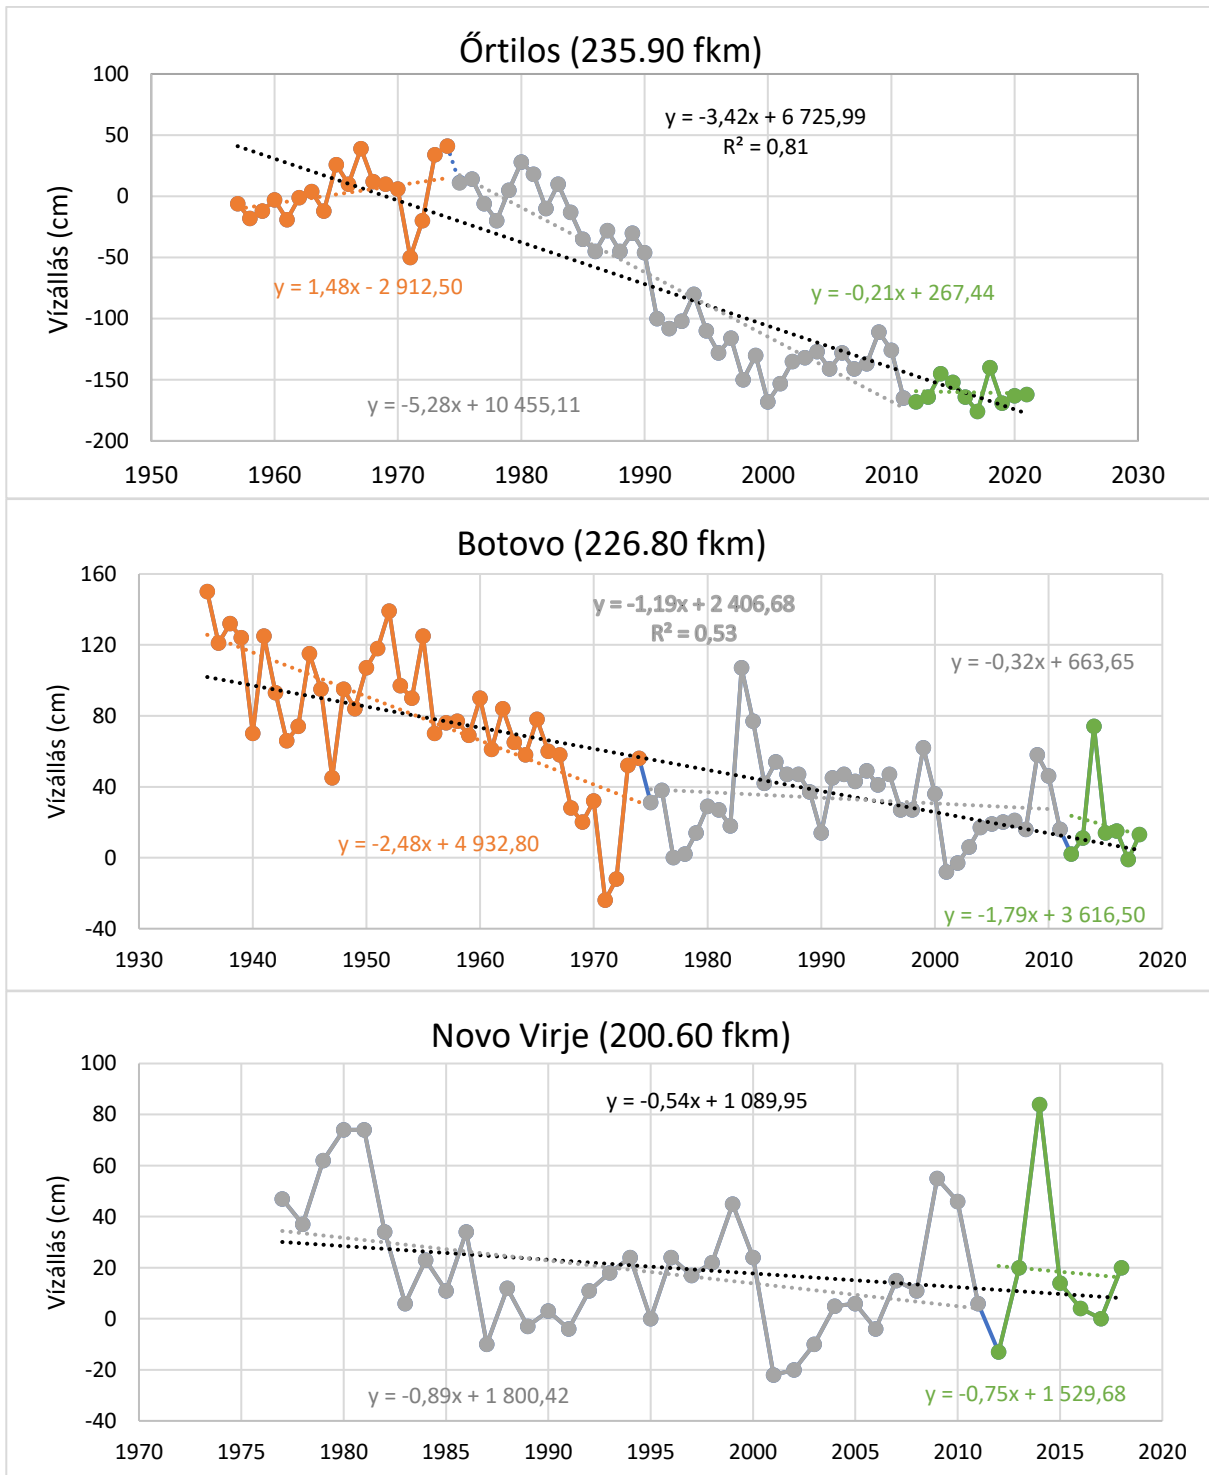 Őrtilos (235.90 fkm)
100
50
0
-50
-100
-150
-200
Vízállás (cm)
y = -3,42x + 6 725,99
R² = 0,81
y = 1,48x - 2 912,50
y = -0,21x + 267,44
y = -5,28x + 10 455,11
1950 1960 1970 1980 1990 2000 2010 2020 2030
Botovo (226.80 fkm)
160
120
80
40
0
-40
Vízállás (cm)
y = -1,19x + 2 406,68
R² = 0,53
y = -0,32x + 663,65
y = -2,48x + 4 932,80
y = -1,79x + 3 616,50
1930 1940 1950 1960 1970 1980 1990 2000 2010 2020
Novo Virje (200.60 fkm)
100
80
60
40
20
0
-20
-40
Vízállás (cm)
y = -0,54x + 1 089,95
y = -0,89x + 1 800,42
y = -0,75x + 1 529,68
1970 1975 1980 1985 1990 1995 2000 2005 2010 2015 2020